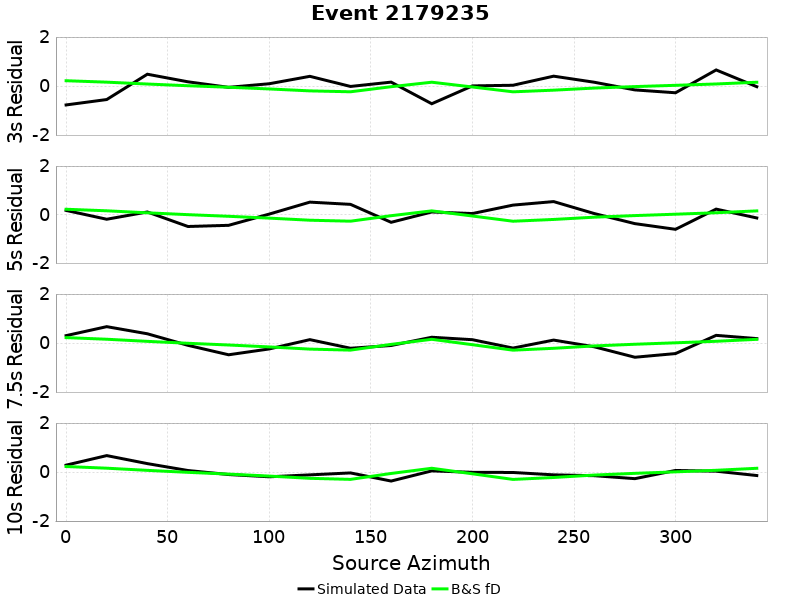 Event 2179235
3s Residual
2
0
-2
5s Residual
2
0
-2
7.5s Residual
2
0
-2
10s Residual
2
0
-2
0 50 100 150 200 250 300
Source Azimuth
Simulated Data B&S fD